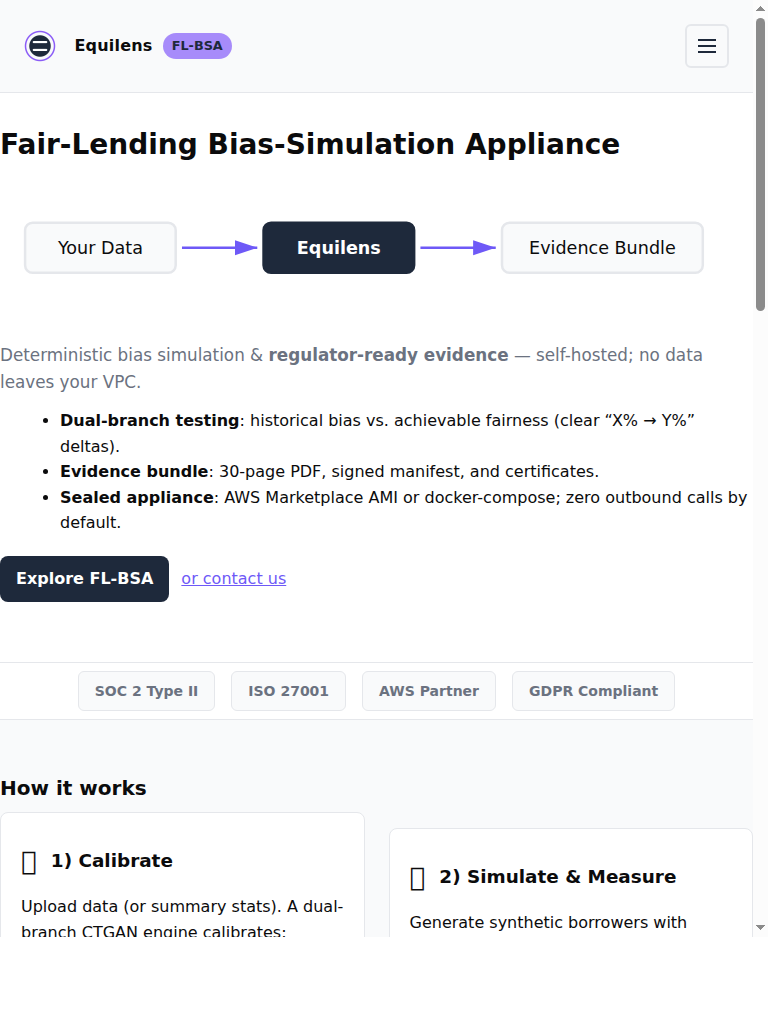 Equilens FL-BSA
Fair-Lending Bias-Simulation Appliance
Your Data
Equilens
Evidence Bundle
Deterministic bias simulation & regulator-ready evidence — self-hosted; no data
leaves your VPC.
• Dual-branch testing: historical bias vs. achievable fairness (clear “X% → Y%”
deltas).
• Evidence bundle: 30-page PDF, signed manifest, and certificates.
• Sealed appliance: AWS Marketplace AMI or docker-compose; zero outbound calls by
default.
Explore FL-BSA or contact us
SOC 2 Type II
ISO 27001
AWS Partner
GDPR Compliant
How it works
1) Calibrate
Upload data (or summary stats). A dual-
branch CTGAN engine calibrates:
2) Simulate & Measure
Generate synthetic borrowers with